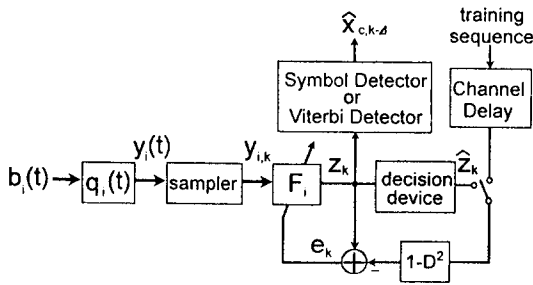 x̂c,k-Δ
training
sequence
Symbol Detector
or
Viterbi Detector
Channel
Delay
bi(t)
qi(t)
yi(t)
sampler
yi,k
Fi
zk
decision
device
ẑk
ek
+
−
1-D²